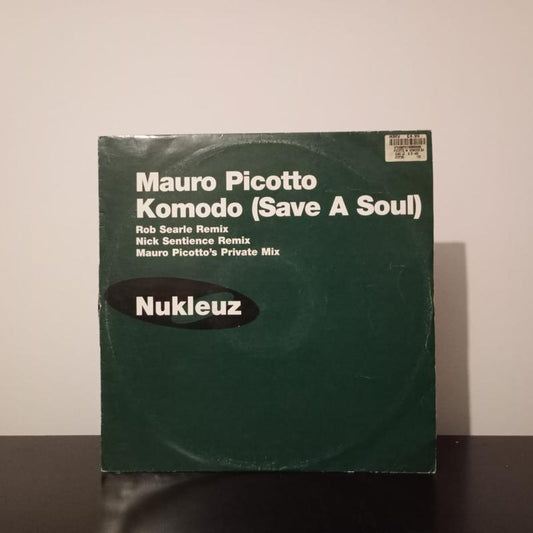 Mauro Picotto
Komodo (Save A Soul)
Rob Searle Remix
Nick Sentience Remix
Mauro Picotto's Private Mix
Nukleuz